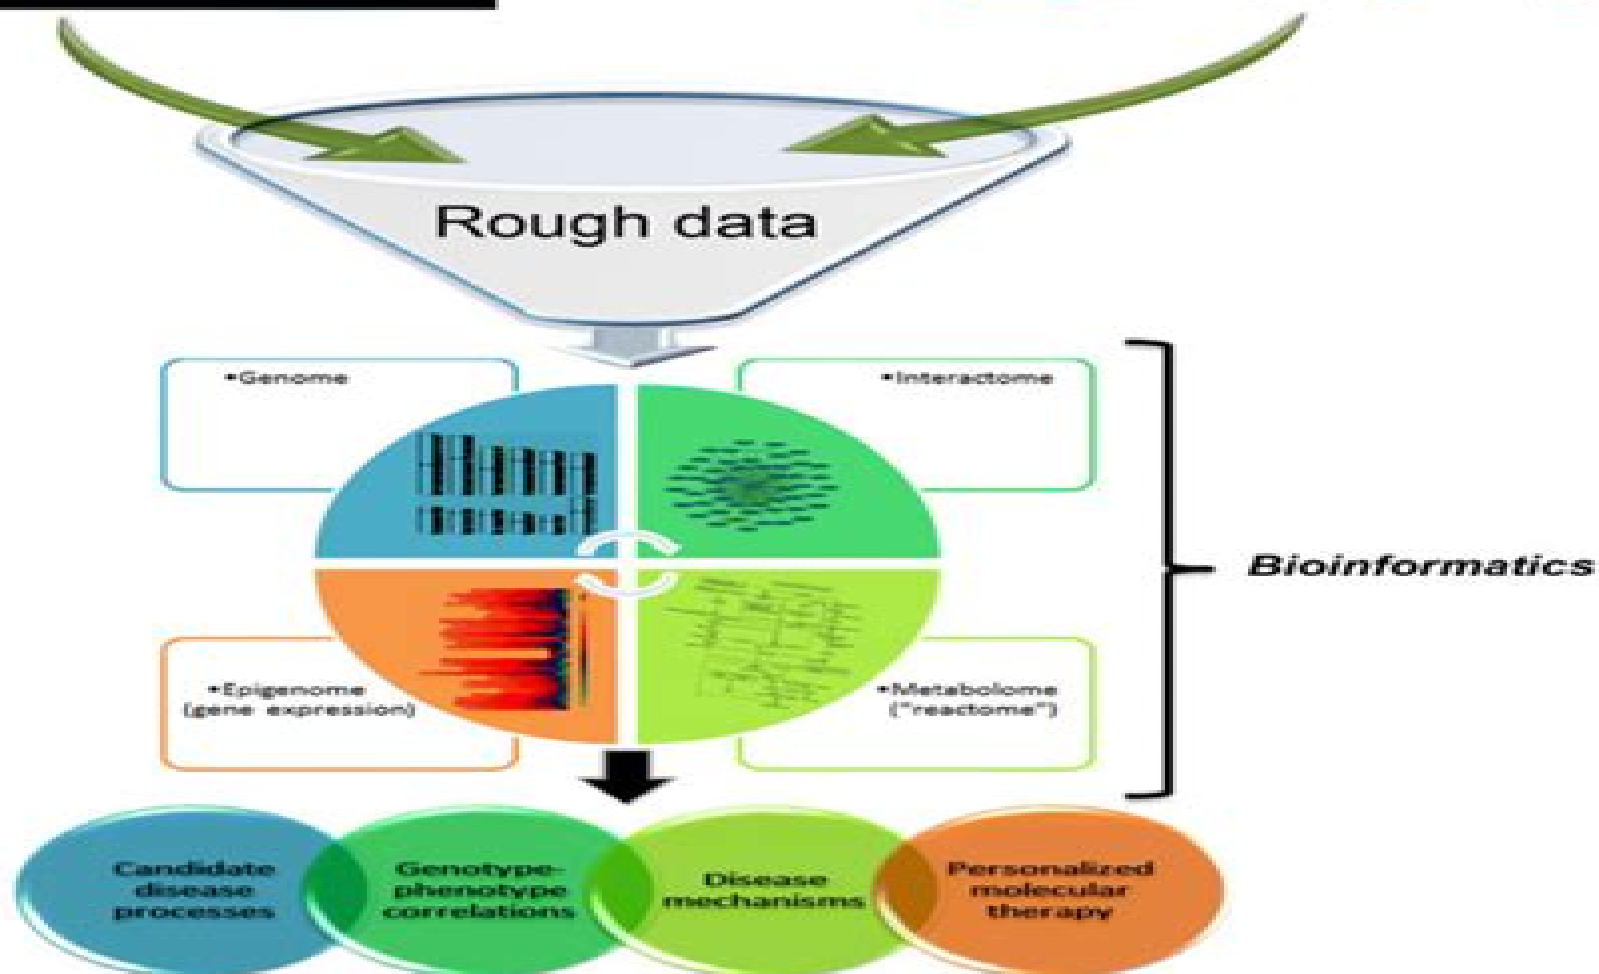 Rough data
•Genome
•Interactome
Bioinformatics
•Epigenome
(gene expression)
•Metabolome
("reactome")
Candidate
disease
processes
Genotype-
phenotype
correlations
Disease
mechanisms
Personalized
molecular
therapy